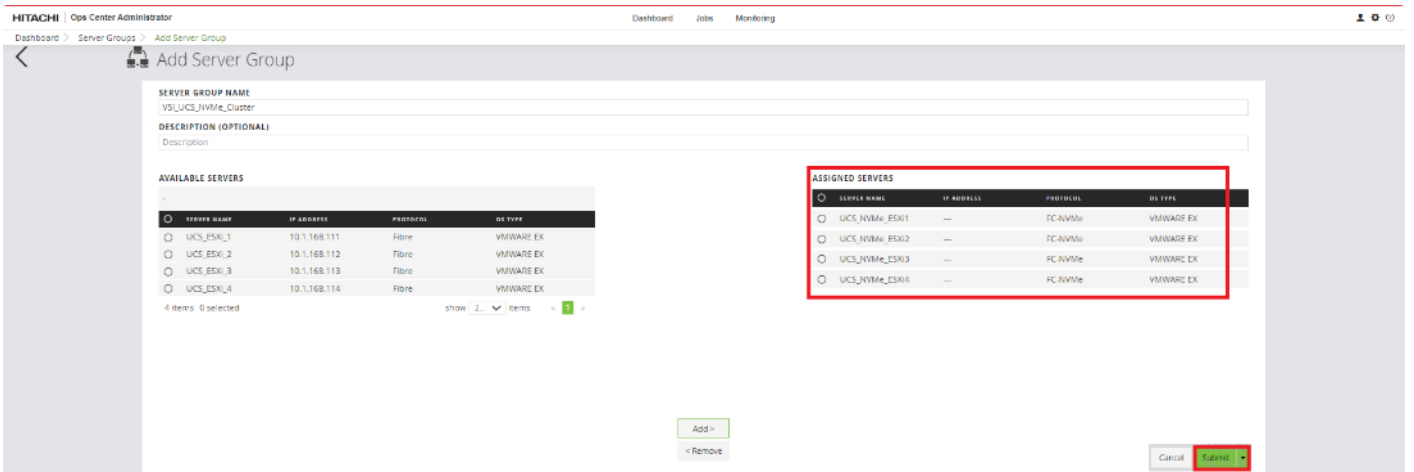 HITACHI Ops Center Administrator Dashboard Jobs Monitoring
Dashboard > Server Groups > Add Server Group
Add Server Group
SERVER GROUP NAME
VSI_UCS_NVMe_Cluster
DESCRIPTION (OPTIONAL)
Description
AVAILABLE SERVERS
SERVER NAME IP ADDRESS PROTOCOL OS TYPE
UCS_ESXi_1 10.1.168.111 Fibre VMWARE EX
UCS_ESXi_2 10.1.168.112 Fibre VMWARE EX
UCS_ESXi_3 10.1.168.113 Fibre VMWARE EX
UCS_ESXi_4 10.1.168.114 Fibre VMWARE EX
4 items 0 selected show 2... items « 1 »
ASSIGNED SERVERS
SERVER NAME IP ADDRESS PROTOCOL OS TYPE
UCS_NVMe_ESXi1 — FC-NVMe VMWARE EX
UCS_NVMe_ESXi2 — FC-NVMe VMWARE EX
UCS_NVMe_ESXi3 — FC-NVMe VMWARE EX
UCS_NVMe_ESXi4 — FC-NVMe VMWARE EX
Add >
< Remove
Cancel Submit